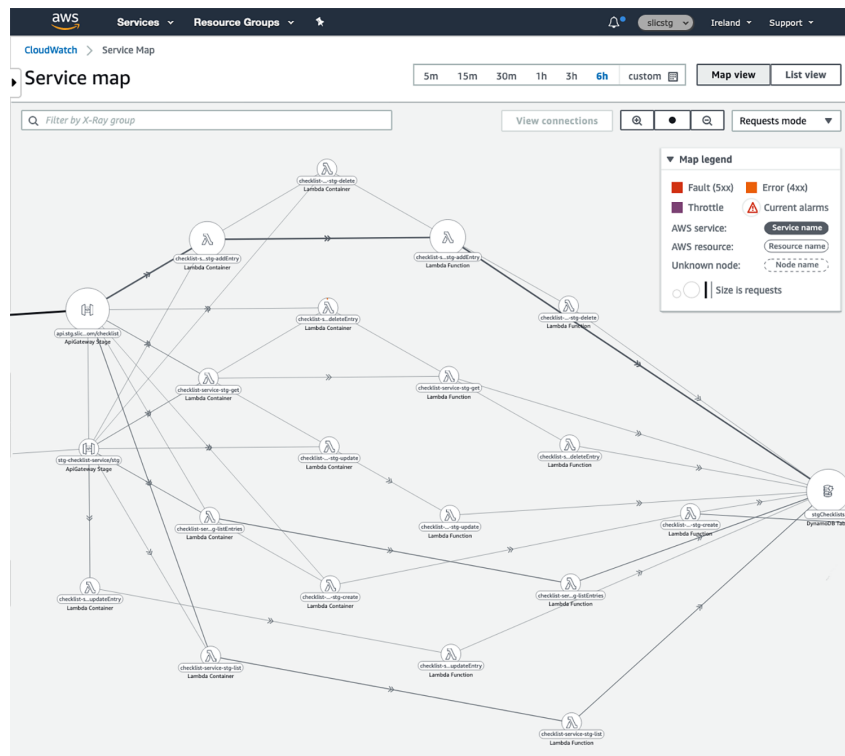 aws
Services
Resource Groups
slicstg
Ireland
Support
CloudWatch > Service Map
Service map
5m 15m 30m 1h 3h 6h custom
Map view
List view
Filter by X-Ray group
View connections
Requests mode
Map legend
Fault (5xx)
Error (4xx)
Throttle
Current alarms
AWS service:
Service name
AWS resource:
Resource name
Unknown node:
Node name
Size is requests
checklist-...-stg-delete
Lambda Container
checklist-s...stg-addEntry
Lambda Container
checklist-s...stg-addEntry
Lambda Function
api.stg.slic...om/checklist
ApiGateway Stage
checklist-s...deleteEntry
Lambda Container
checklist-...-stg-delete
Lambda Function
checklist-service-stg-get
Lambda Container
checklist-service-stg-get
Lambda Function
stg-checklist-service/stg
ApiGateway Stage
checklist-...-stg-update
Lambda Container
checklist-s...deleteEntry
Lambda Function
checklist-ser...g-listEntries
Lambda Container
checklist-...-stg-update
Lambda Function
checklist-...-stg-create
Lambda Function
stgChecklists
DynamoDB Tab
checklist-s...updateEntry
Lambda Container
checklist-...-stg-create
Lambda Container
checklist-ser...g-listEntries
Lambda Function
checklist-service-stg-list
Lambda Container
checklist-s...updateEntry
Lambda Function
checklist-service-stg-list
Lambda Function